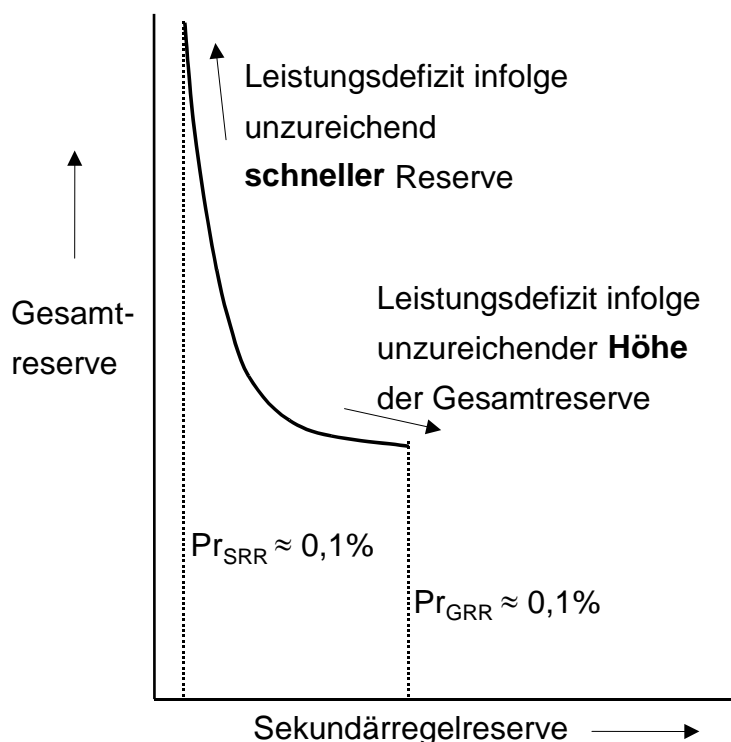 Leistungsdefizit infolge
unzureichend
schneller Reserve
Gesamt-
reserve
Leistungsdefizit infolge
unzureichender Höhe
der Gesamtreserve
Pr_SRR ≈ 0,1%
Pr_GRR ≈ 0,1%
Sekundärregelreserve